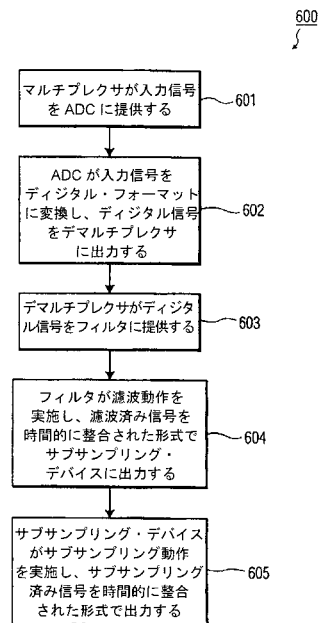 600
マルチプレクサが入力信号
を ADC に提供する
601
ADC が入力信号を
ディジタル・フォーマット
に変換し、ディジタル信号
をデマルチプレクサ
に出力する
602
デマルチプレクサがディジタ
ル信号をフィルタに提供する
603
フィルタが濾波動作を
実施し、濾波済み信号を
時間的に整合された形式で
サブサンプリング・
デバイスに出力する
604
サブサンプリング・デバイス
がサブサンプリング動作
を実施し、サブサンプリング
済み信号を時間的に整合
された形式で出力する
605